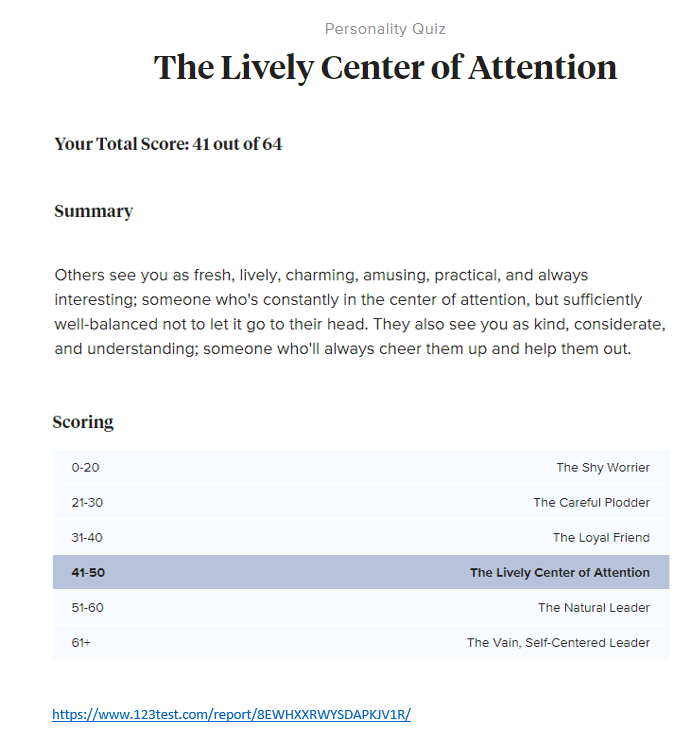 Personality Quiz
The Lively Center of Attention
Your Total Score: 41 out of 64
Summary
Others see you as fresh, lively, charming, amusing, practical, and always
interesting; someone who's constantly in the center of attention, but sufficiently
well-balanced not to let it go to their head. They also see you as kind, considerate,
and understanding; someone who'll always cheer them up and help them out.
Scoring
0-20 The Shy Worrier
21-30 The Careful Plodder
31-40 The Loyal Friend
41-50 The Lively Center of Attention
51-60 The Natural Leader
61+ The Vain, Self-Centered Leader
https://www.123test.com/report/8EWHXXRWYSDAPKJV1R/